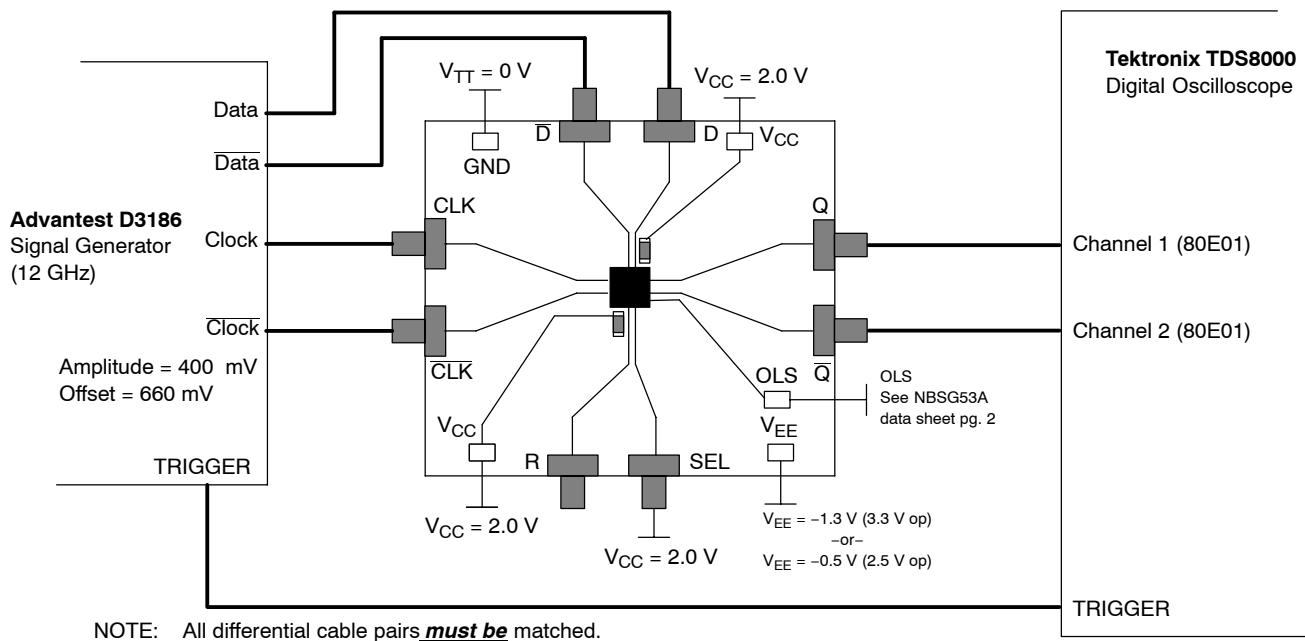 Tektronix TDS8000
Digital Oscilloscope
V_TT = 0 V
V_CC = 2.0 V
Data
D̅
D
V_CC
D̅a̅t̅a̅
GND
Advantest D3186
Signal Generator
(12 GHz)
CLK
Q
Clock
Channel 1 (80E01)
C̅l̅o̅c̅k̅
Channel 2 (80E01)
Amplitude = 400 mV
Offset = 660 mV
C̅L̅K̅
Q̅
OLS
OLS
See NBSG53A
data sheet pg. 2
V_CC
V_EE
TRIGGER
R
SEL
V_CC = 2.0 V
V_CC = 2.0 V
V_EE = −1.3 V (3.3 V op)
−or−
V_EE = −0.5 V (2.5 V op)
TRIGGER
NOTE: All differential cable pairs must be matched.